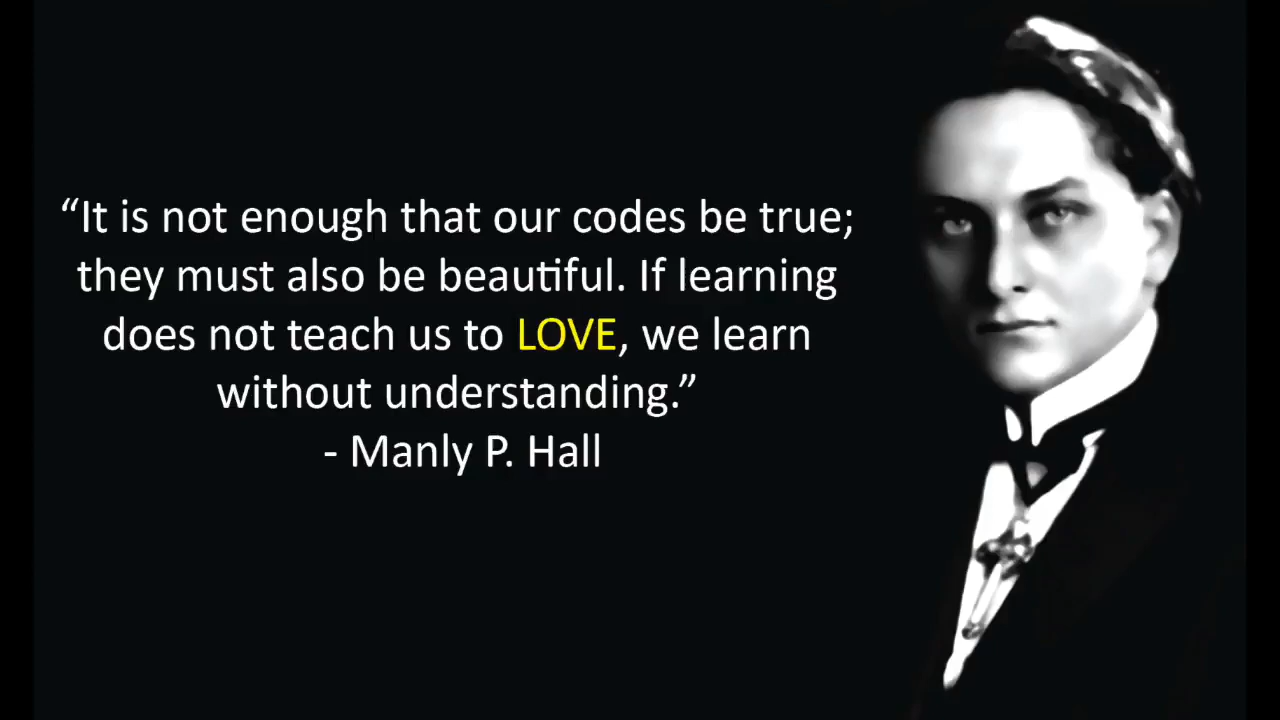 “It is not enough that our codes be true;
they must also be beautiful. If learning
does not teach us to LOVE, we learn
without understanding.”
- Manly P. Hall